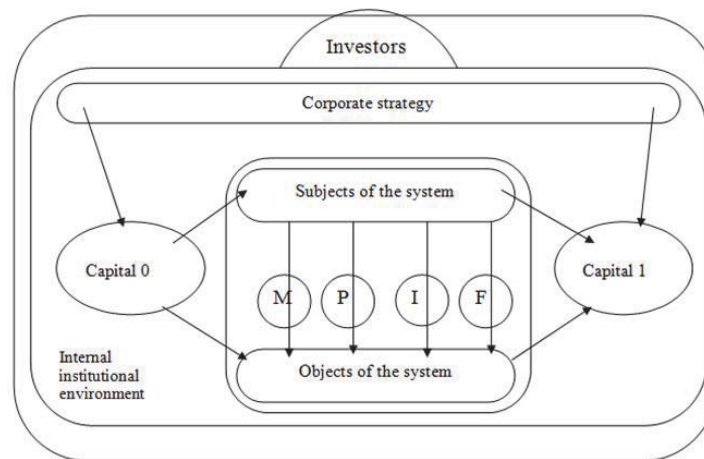 Investors
Corporate strategy
Subjects of the system
Capital 0
Capital 1
M P I F
Internal
institutional
environment
Objects of the system